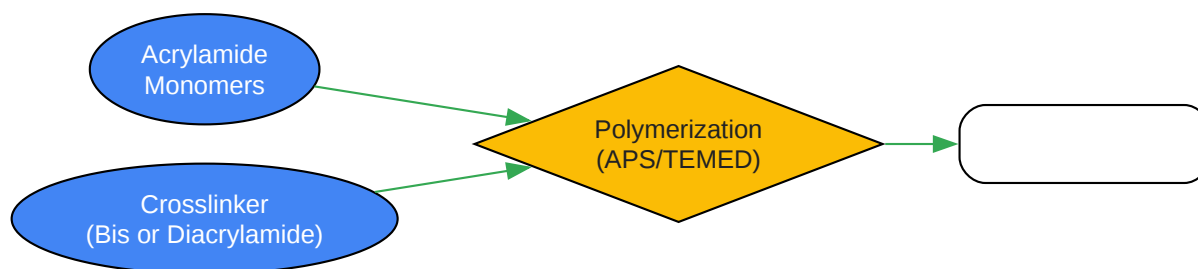 Acrylamide
Monomers
Crosslinker
(Bis or Diacrylamide)
Polymerization
(APS/TEMED)